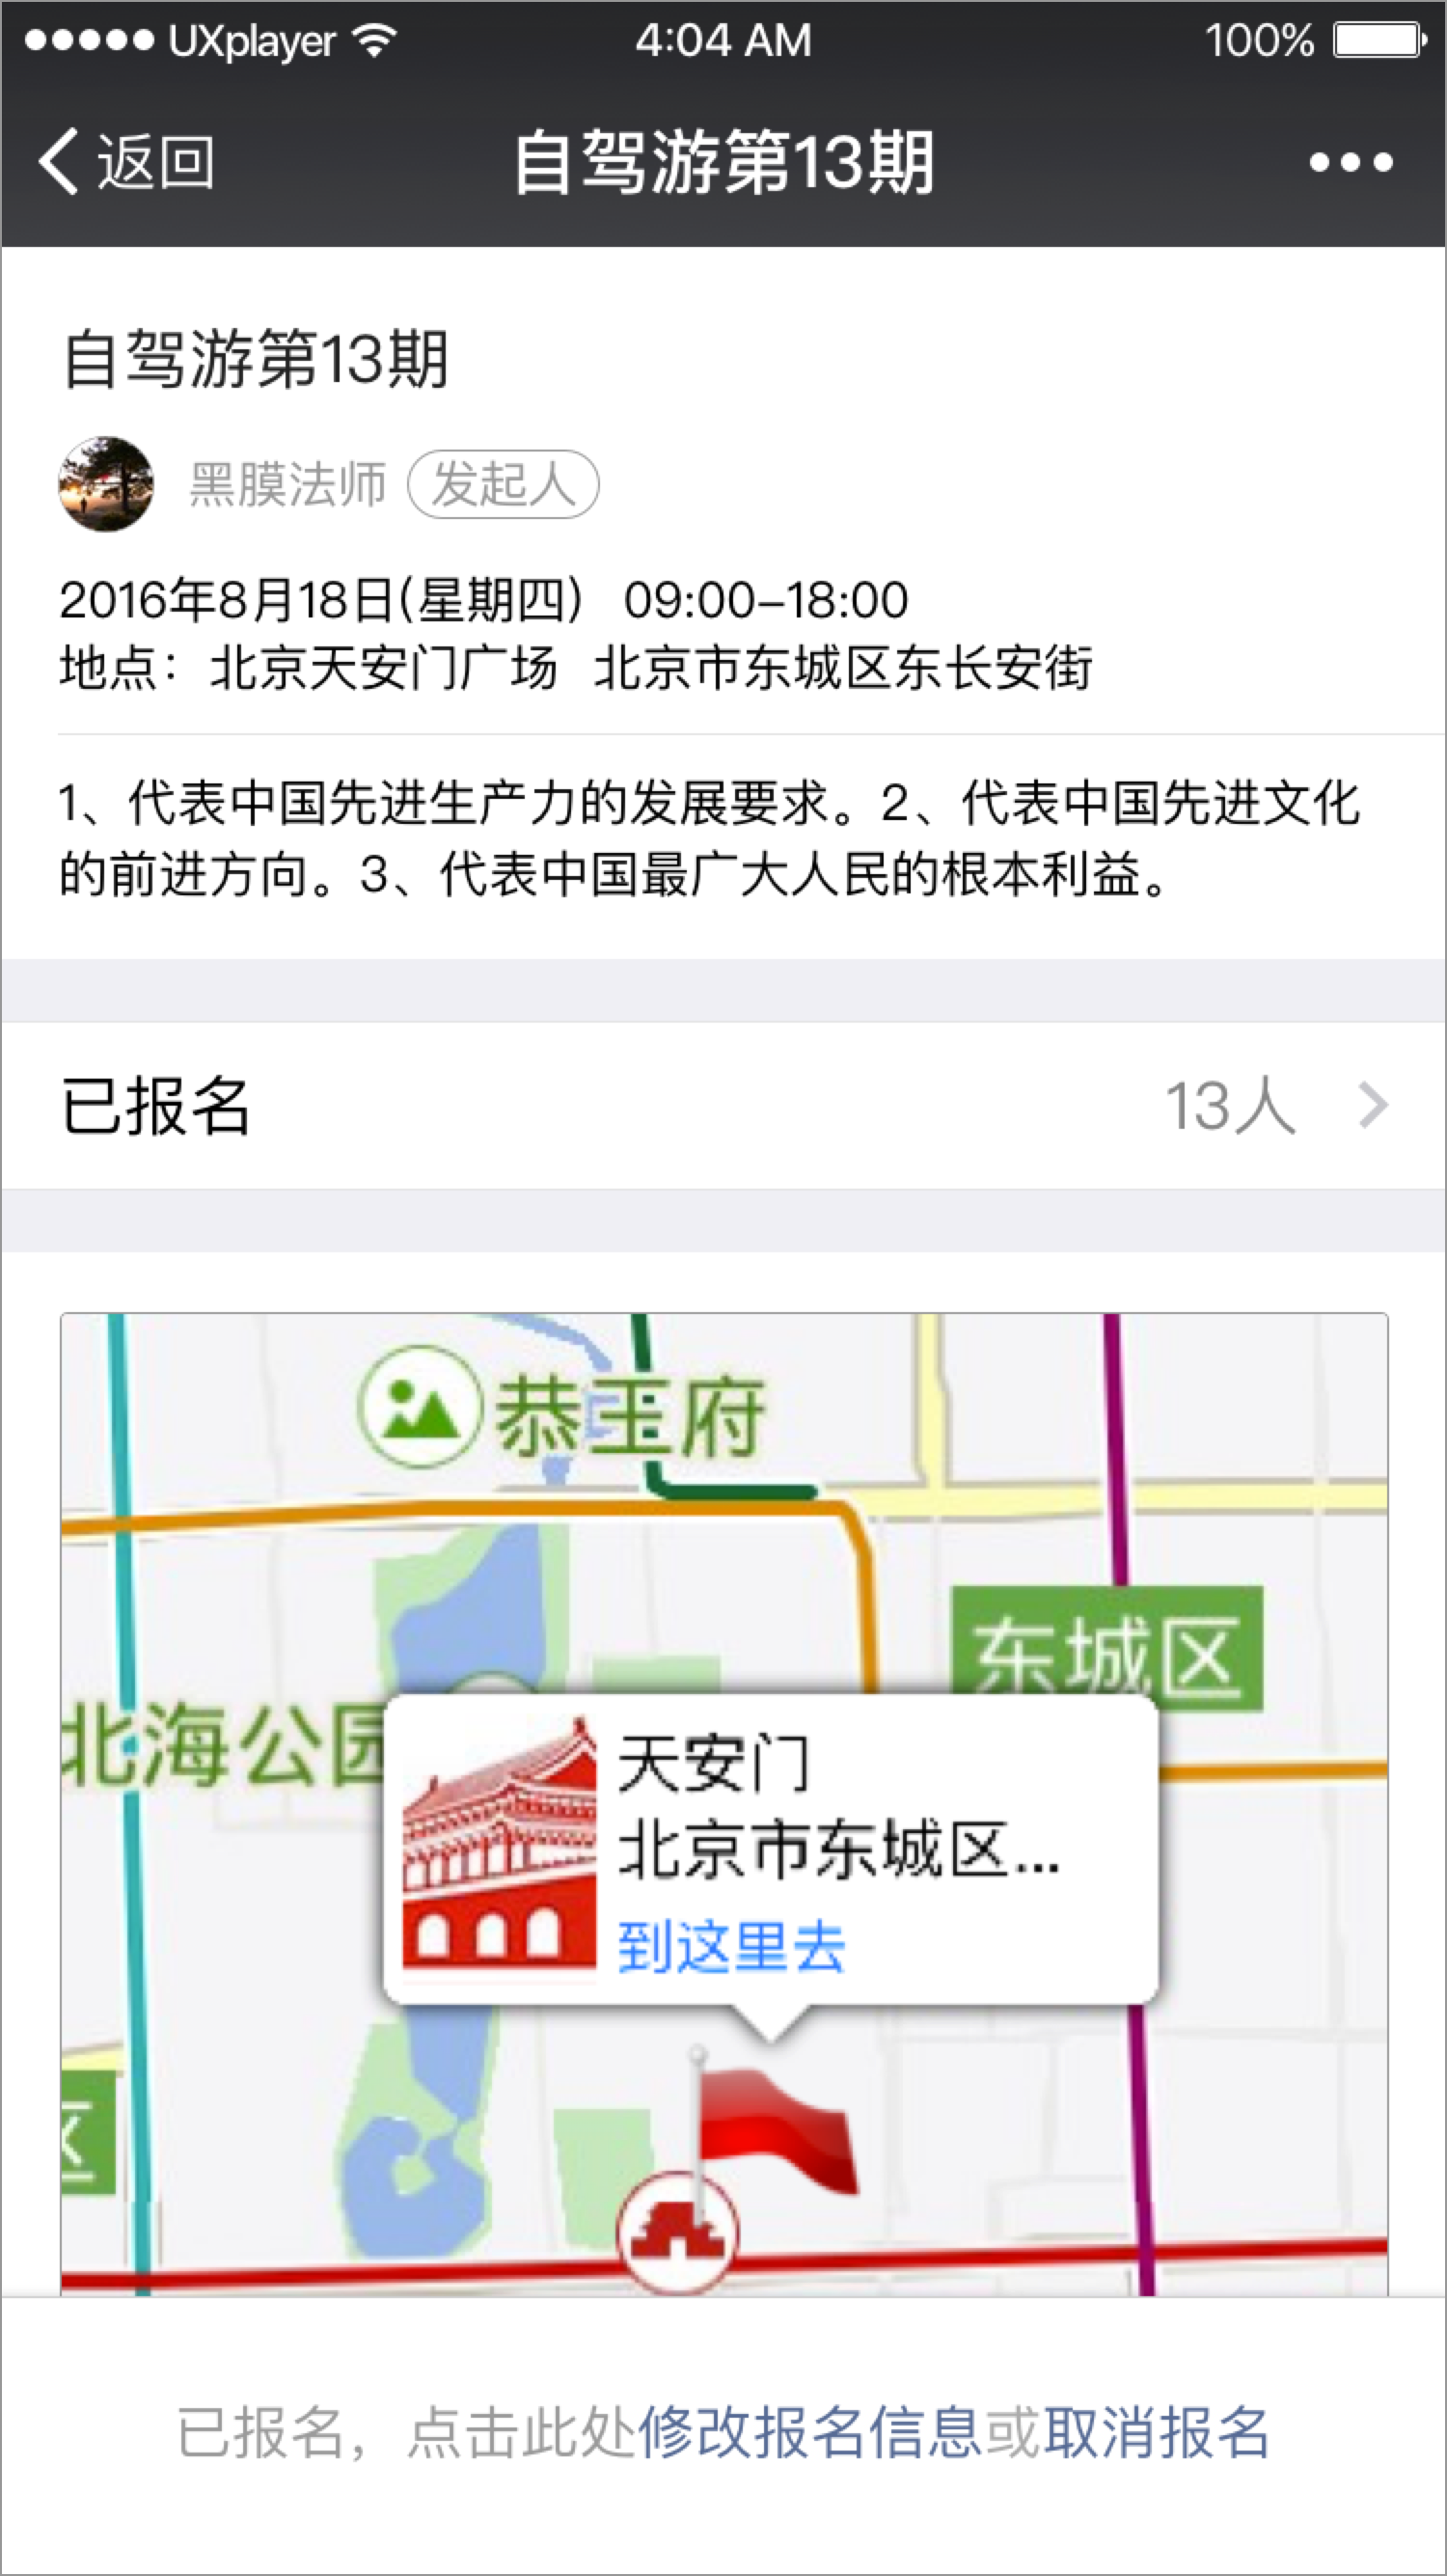 UXplayer 4:04 AM 100%
返回 自驾游第13期
自驾游第13期
黑膜法师 发起人
2016年8月18日(星期四) 09:00–18:00
地点：北京天安门广场 北京市东城区东长安街
1、代表中国先进生产力的发展要求。2、代表中国先进文化
的前进方向。3、代表中国最广大人民的根本利益。
已报名 13人
恭王府
东城区
北海公园
天安门
北京市东城区...
到这里去
区
已报名，点击此处修改报名信息或取消报名